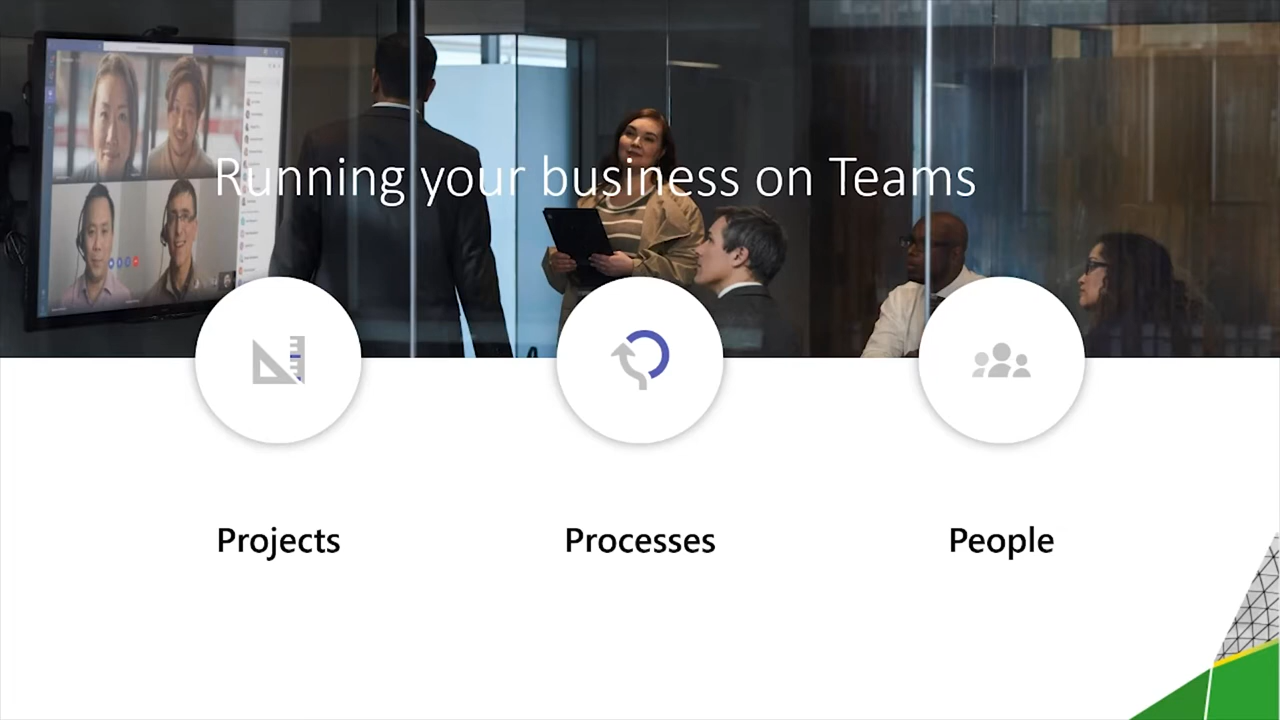 Running your business on Teams
Projects
Processes
People